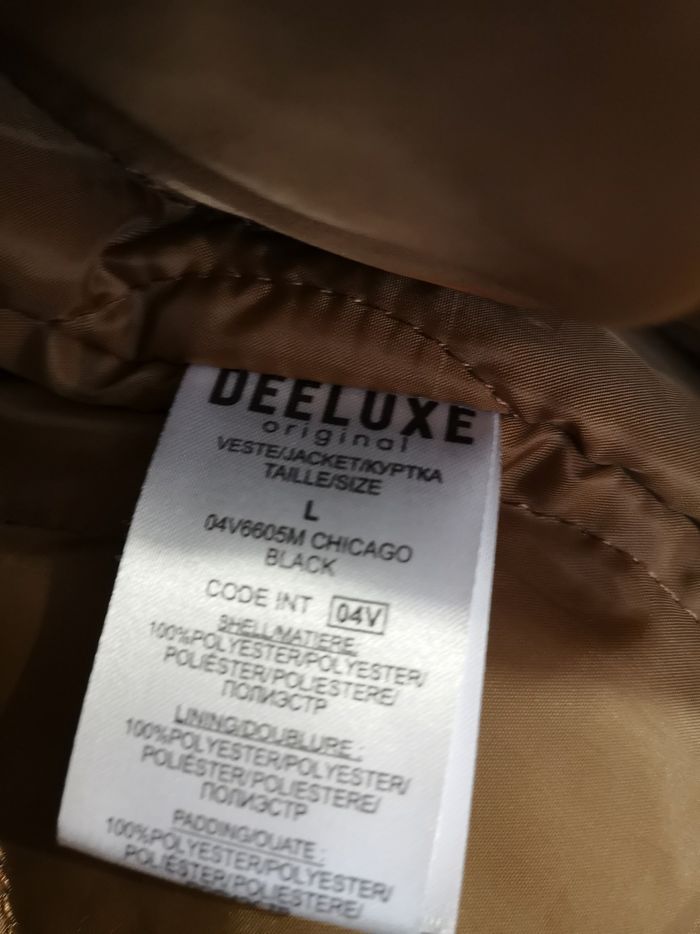 DEELUXE
original
VESTE/JACKET/КУРТКА
TAILLE/SIZE
L
04V6605M CHICAGO
BLACK
CODE INT 04V
SHELL/MATIERE:
100%POLYESTER/POLYESTER/
POLIÉSTER/POLIESTERE/
ПОЛИЭСТР
LINING/DOUBLURE :
100%POLYESTER/POLYESTER/
POLIÉSTER/POLIESTERE/
ПОЛИЭСТР
PADDING/OUATE :
100%POLYESTER/POLYESTER/
POLIÉSTER/POLIESTERE/